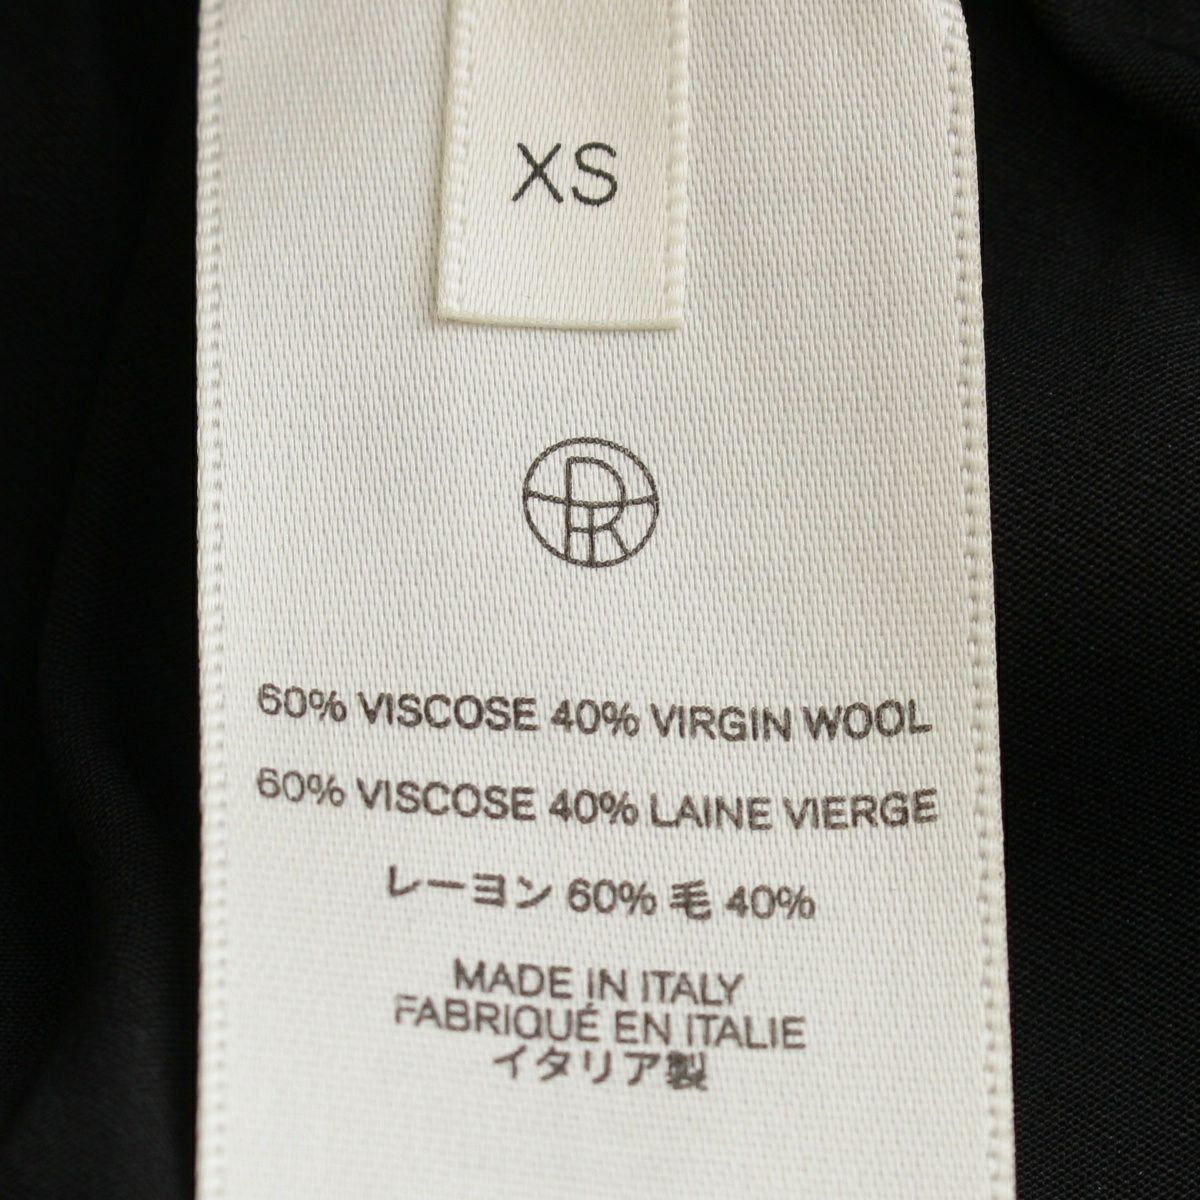 XS
60% VISCOSE 40% VIRGIN WOOL
60% VISCOSE 40% LAINE VIERGE
レーヨン 60% 毛 40%
MADE IN ITALY
FABRIQUÉ EN ITALIE
イタリア製